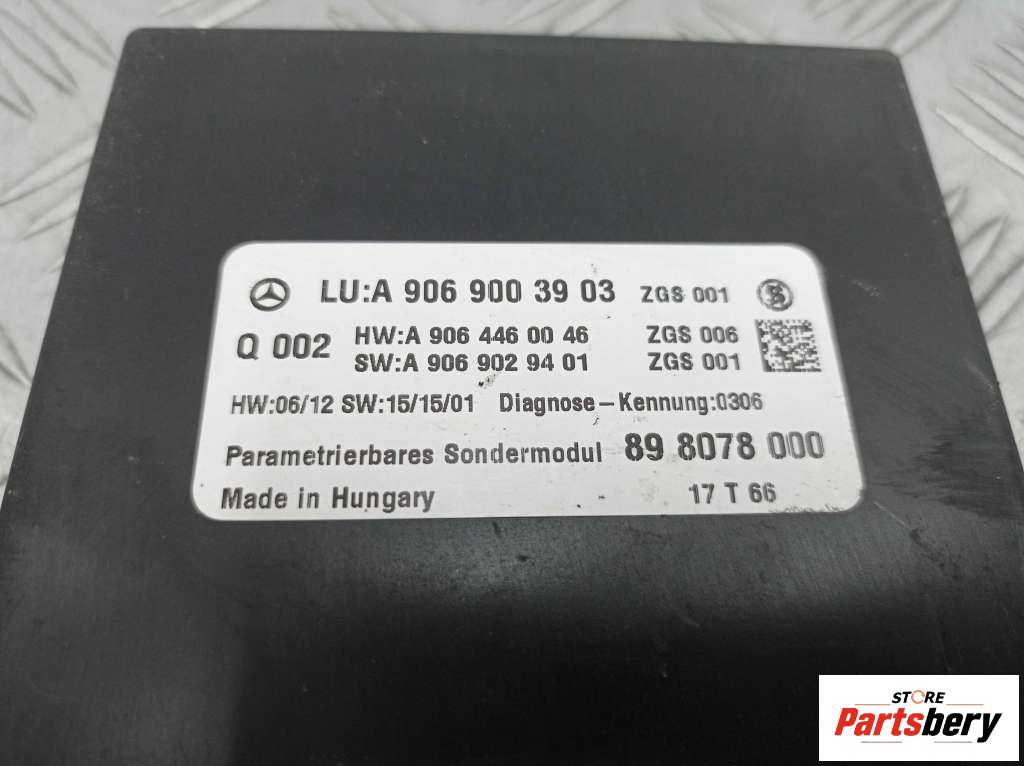 LU:A 906 900 3903 ZGS 001
Q 002
HW:A 906 446 00 46 ZGS 006
SW:A 906 902 94 01 ZGS 001
HW:06/12 SW:15/15/01 Diagnose-Kennung:0306
Parametrierbares Sondermodul 89 8078 000
Made in Hungary 17 T 66
STORE
Partsbery